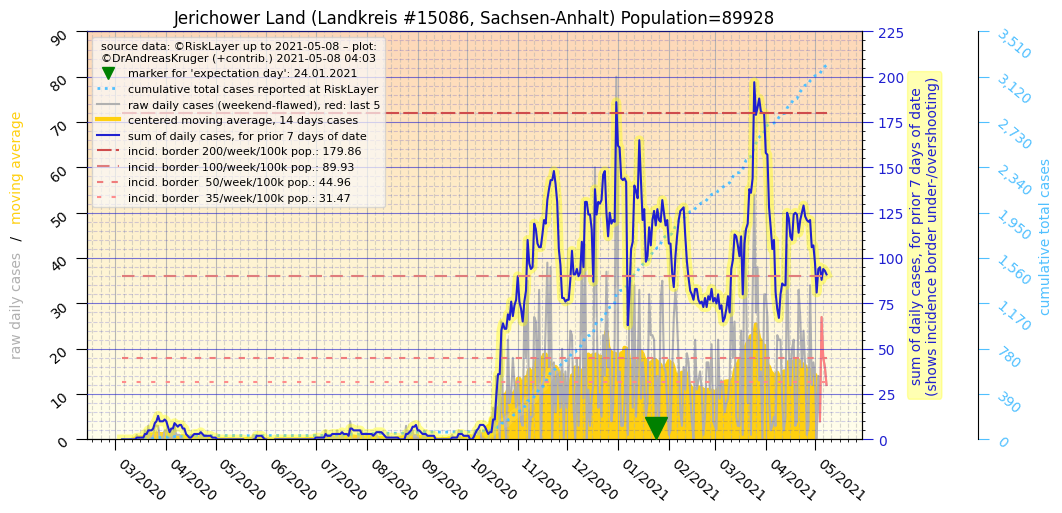 Jerichower Land (Landkreis #15086, Sachsen-Anhalt) Population=89928
source data: ©RiskLayer up to 2021-05-08 – plot:
©DrAndreasKruger (+contrib.) 2021-05-08 04:03
marker for 'expectation day': 24.01.2021
cumulative total cases reported at RiskLayer
raw daily cases (weekend-flawed), red: last 5
centered moving average, 14 days cases
sum of daily cases, for prior 7 days of date
incid. border 200/week/100k pop.: 179.86
incid. border 100/week/100k pop.: 89.93
incid. border  50/week/100k pop.: 44.96
incid. border  35/week/100k pop.: 31.47
raw daily cases / moving average
90
80
70
60
50
40
30
20
10
0
03/2020
04/2020
05/2020
06/2020
07/2020
08/2020
09/2020
10/2020
11/2020
12/2020
01/2021
02/2021
03/2021
04/2021
05/2021
225
200
175
150
125
100
75
50
25
0
sum of daily cases, for prior 7 days of date
(shows incidence border under-/overshooting)
3,510
3,120
2,730
2,340
1,950
1,560
1,170
780
390
0
cumulative total cases